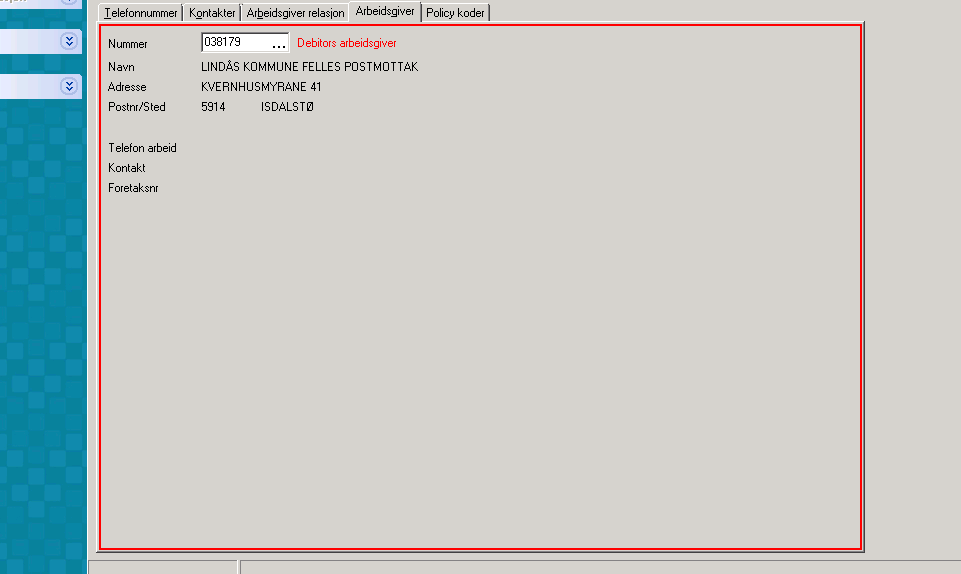 Telefonnummer Kontakter Arbeidsgiver relasjon Arbeidsgiver Policy koder
Nummer 038179 ... Debitors arbeidsgiver
Navn LINDÅS KOMMUNE FELLES POSTMOTTAK
Adresse KVERNHUSMYRANE 41
Postnr/Sted 5914 ISDALSTØ
Telefon arbeid
Kontakt
Foretaksnr